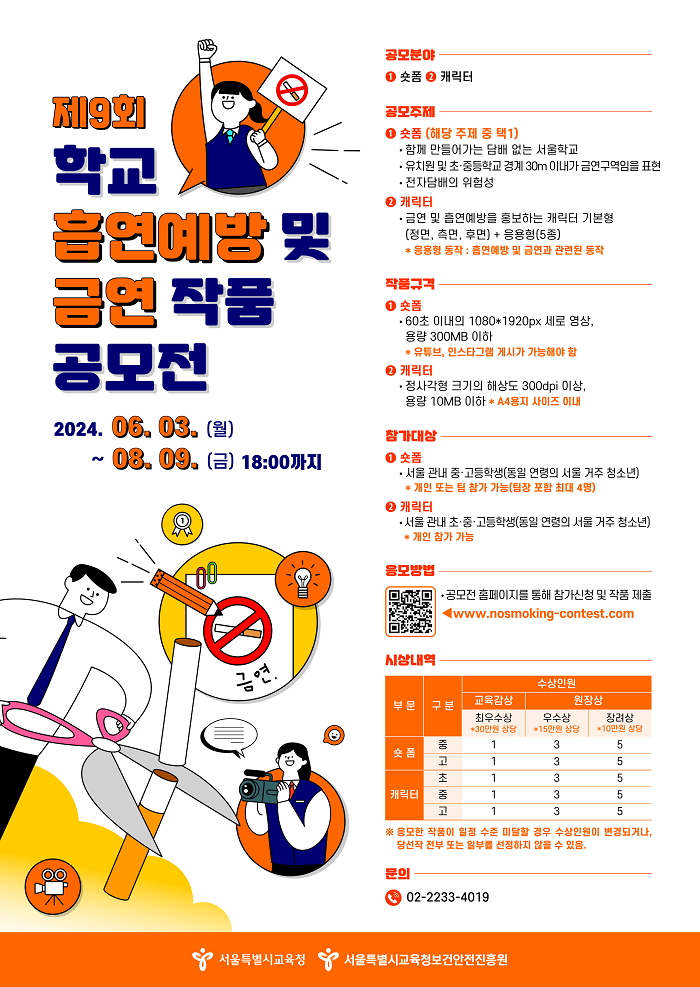 제9회
학교
흡연예방 및
금연 작품
공모전
2024. 06. 03. (월)
~ 08. 09. (금) 18:00까지
1
금연.
공모분야
❶ 숏폼 ❷ 캐릭터
공모주제
❶ 숏폼 (해당 주제 중 택1)
• 함께 만들어가는 담배 없는 서울학교
• 유치원 및 초·중등학교 경계 30m 이내가 금연구역임을 표현
• 전자담배의 위험성
❷ 캐릭터
• 금연 및 흡연예방을 홍보하는 캐릭터 기본형
(정면, 측면, 후면) + 응용형(5종)
* 응용형 동작 : 흡연예방 및 금연과 관련된 동작
작품규격
❶ 숏폼
• 60초 이내의 1080*1920px 세로 영상,
용량 300MB 이하
* 유튜브, 인스타그램 게시가 가능해야 함
❷ 캐릭터
• 정사각형 크기의 해상도 300dpi 이상,
용량 10MB 이하 * A4용지 사이즈 이내
참가대상
❶ 숏폼
• 서울 관내 중·고등학생(동일 연령의 서울 거주 청소년)
* 개인 또는 팀 참가 가능(팀장 포함 최대 4명)
❷ 캐릭터
• 서울 관내 초·중·고등학생(동일 연령의 서울 거주 청소년)
* 개인 참가 가능
응모방법
• 공모전 홈페이지를 통해 참가신청 및 작품 제출
◀www.nosmoking-contest.com
시상내역
부 문 구 분 수상인원
교육감상 원장상
최우수상 우수상 장려상
*30만원 상당 *15만원 상당 *10만원 상당
숏 폼 중 1 3 5
고 1 3 5
캐릭터 초 1 3 5
중 1 3 5
고 1 3 5
※ 응모한 작품이 일정 수준 미달할 경우 수상인원이 변경되거나,
당선작 전부 또는 일부를 선정하지 않을 수 있음.
문의
02-2233-4019
서울특별시교육청 서울특별시교육청보건안전진흥원